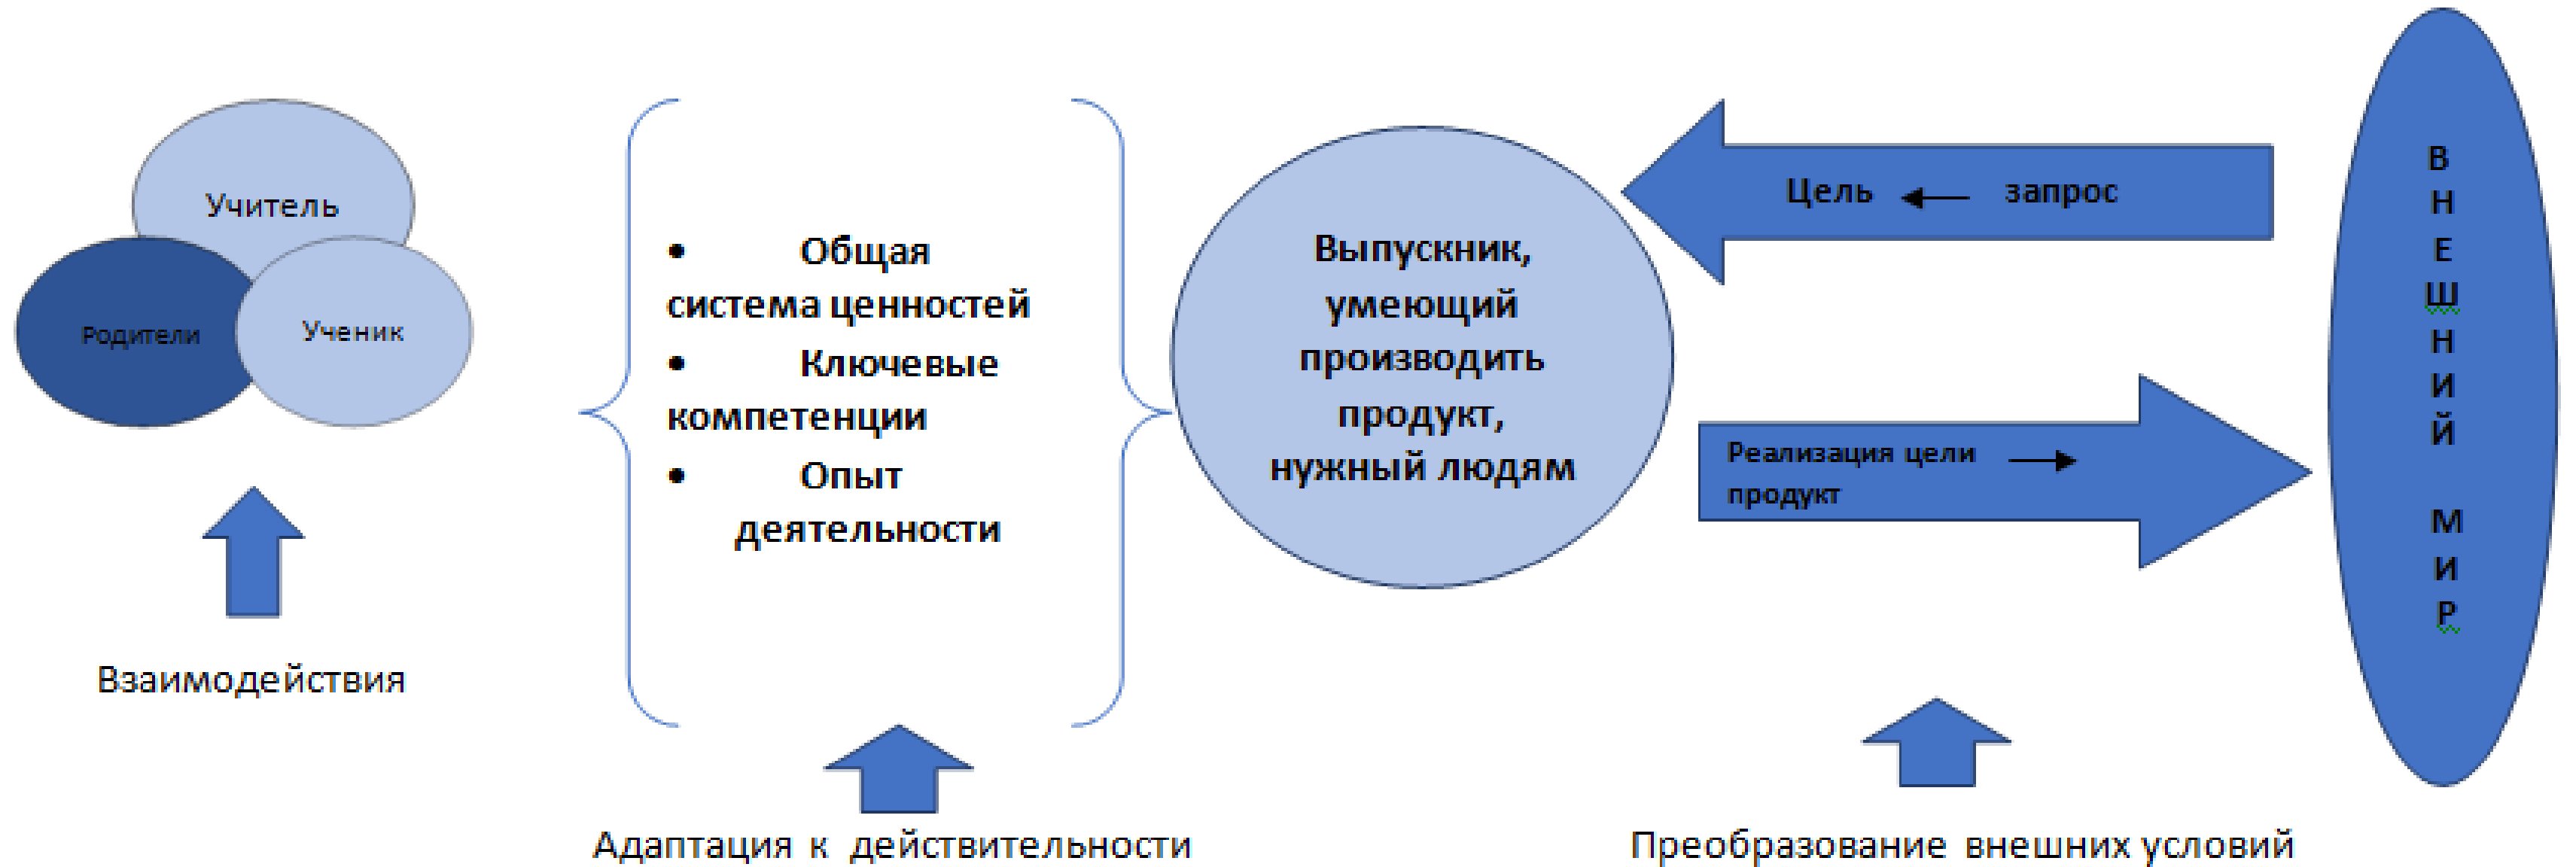 Учитель
Родители
Ученик
Взаимодействия
• Общая
система ценностей
• Ключевые
компетенции
• Опыт
деятельности
Адаптация к действительности
Выпускник,
умеющий
производить
продукт,
нужный людям
Цель ← запрос
Реализация цели →
продукт
Преобразование внешних условий
В
Н
Е
Ш
Н
И
Й
М
И
Р